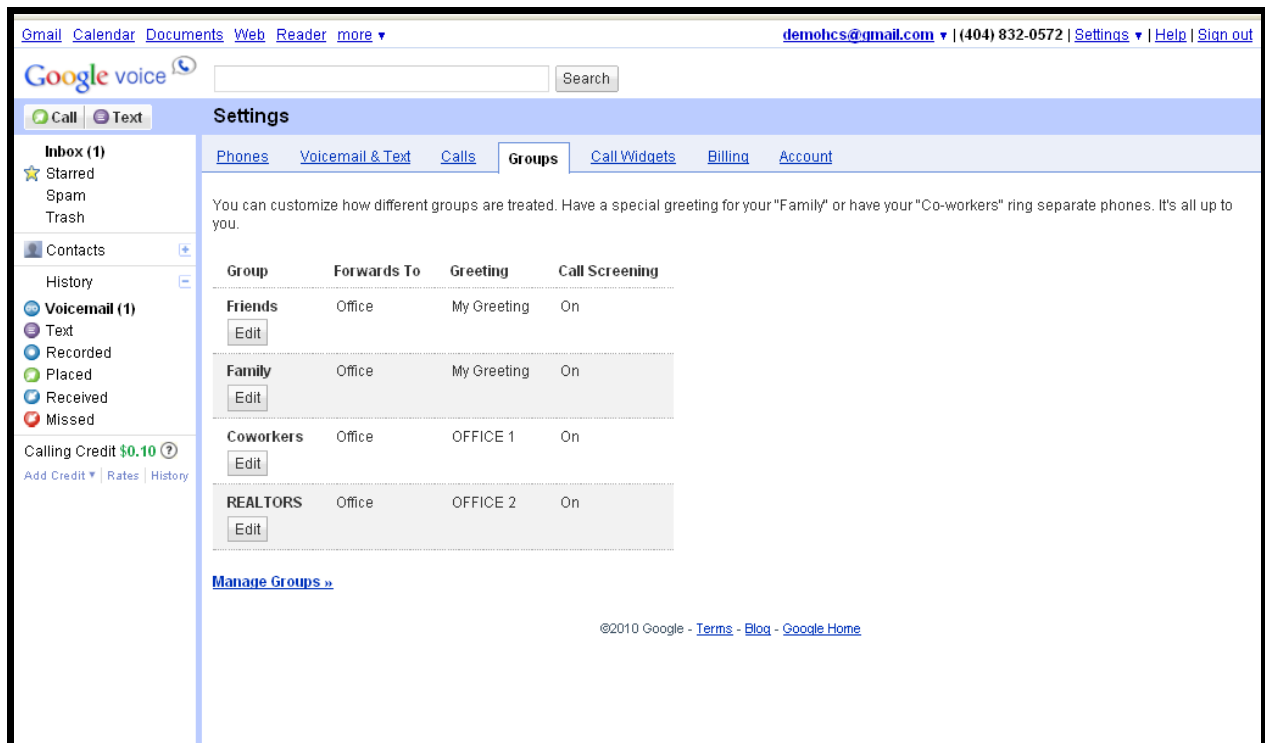 Gmail Calendar Documents Web Reader more ▼ demohcs@gmail.com ▼ | (404) 832-0572 | Settings ▼ | Help | Sign out
Google voice Search
Call Text Settings
Inbox (1)
Starred
Spam
Trash
Contacts
History
Voicemail (1)
Text
Recorded
Placed
Received
Missed
Calling Credit $0.10 ?
Add Credit ▼ | Rates | History
Phones Voicemail & Text Calls Groups Call Widgets Billing Account
You can customize how different groups are treated. Have a special greeting for your "Family" or have your "Co-workers" ring separate phones. It's all up to
you.
Group Forwards To Greeting Call Screening
Friends Office My Greeting On
Edit
Family Office My Greeting On
Edit
Coworkers Office OFFICE 1 On
Edit
REALTORS Office OFFICE 2 On
Edit
Manage Groups »
©2010 Google - Terms - Blog - Google Home